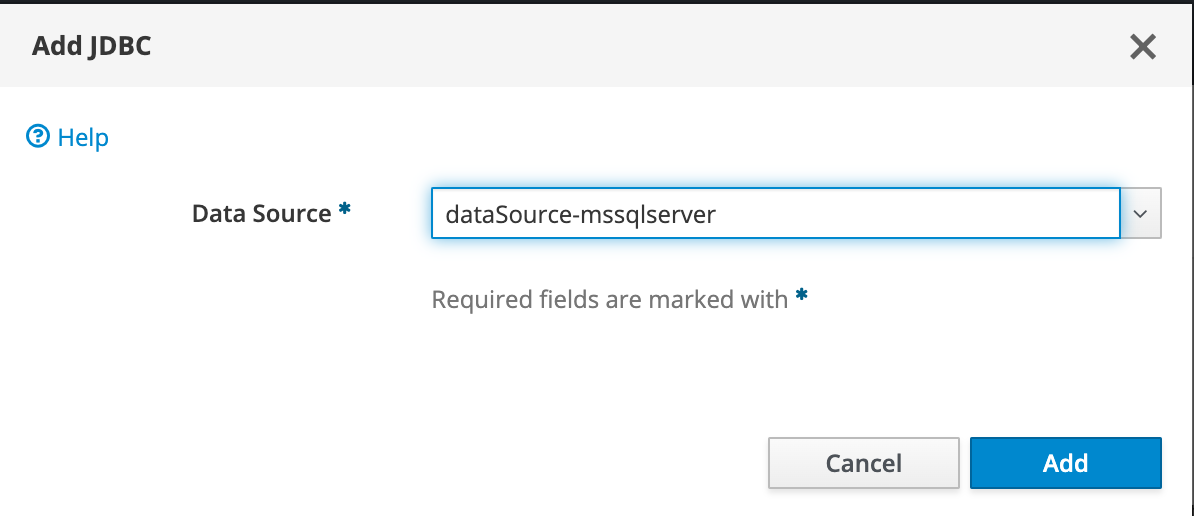 Add JDBC
Help
Data Source *
dataSource-mssqlserver
Required fields are marked with *
Cancel
Add